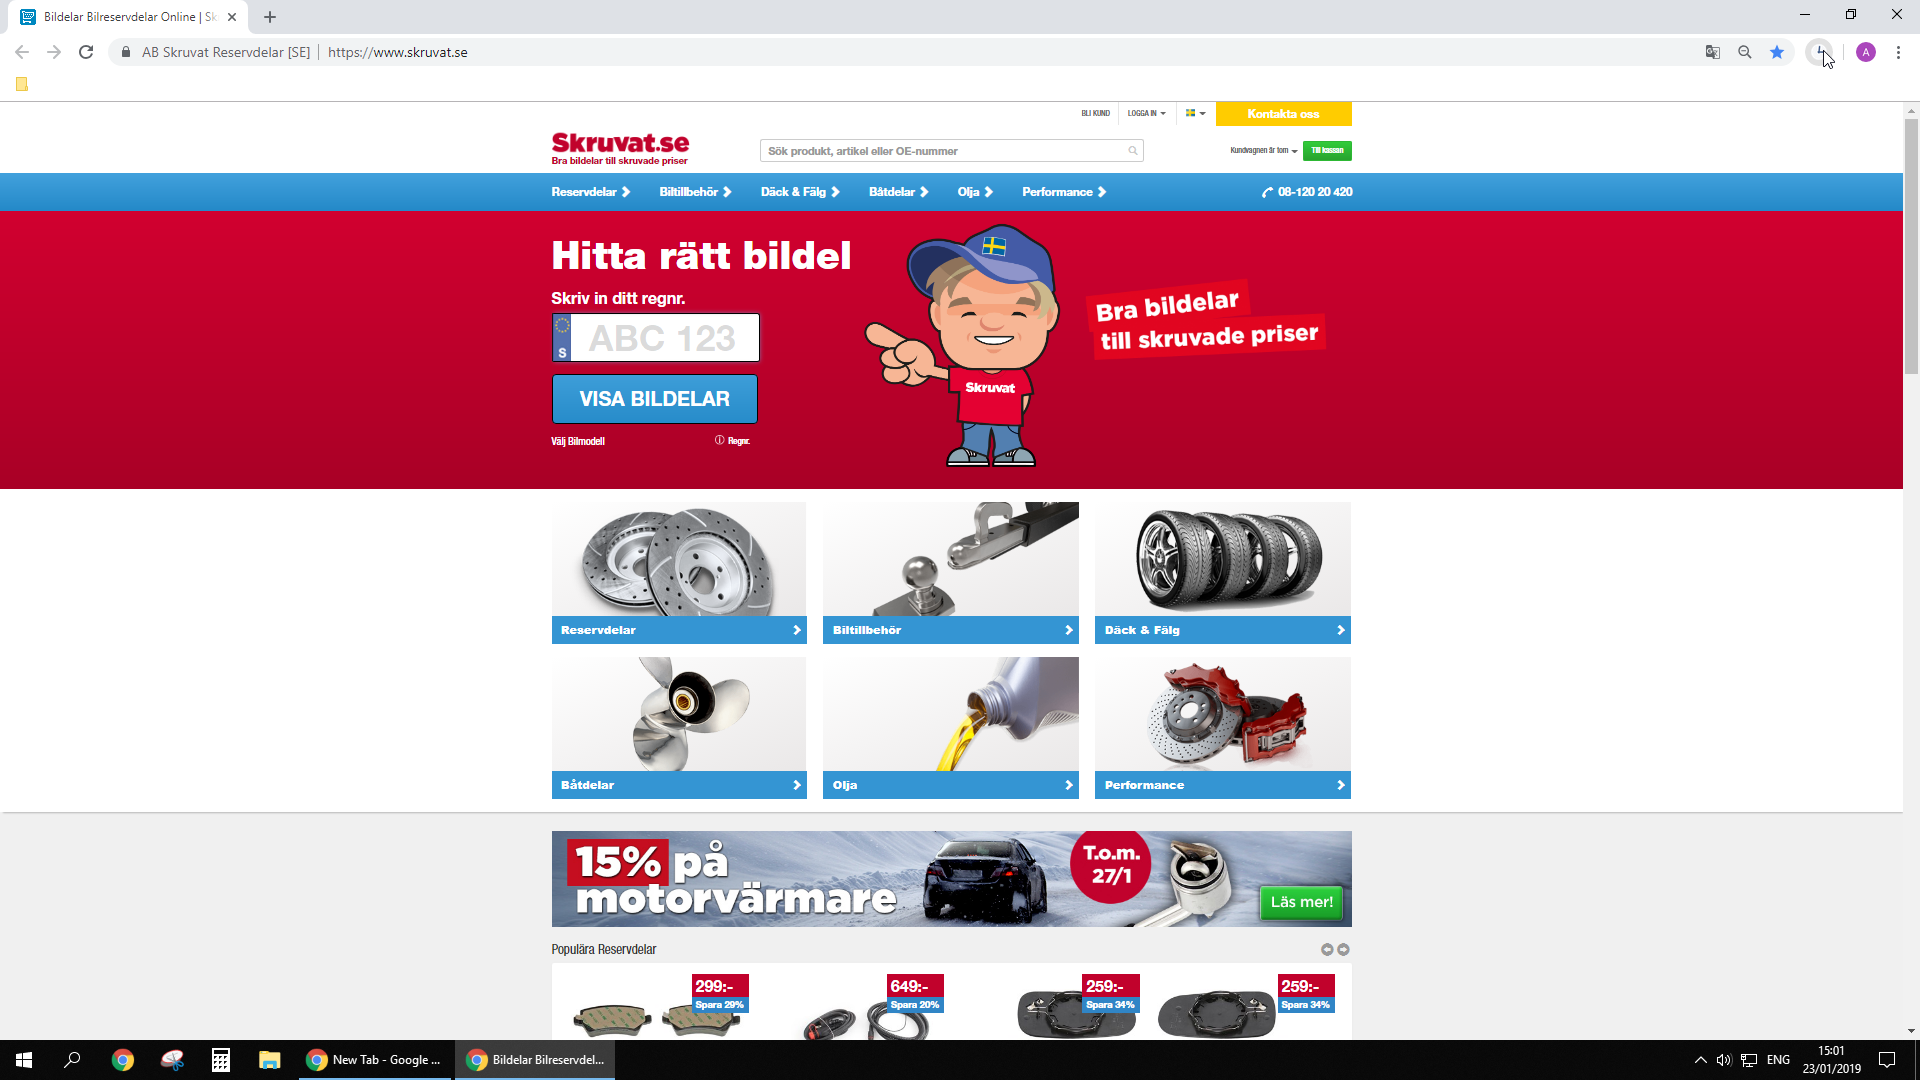 Bildelar Bilreservdelar Online | Sk
AB Skruvat Reservdelar [SE] | https://www.skruvat.se
A
BLI KUND
LOGGA IN
Kontakta oss
Skruvat.se
Bra bildelar till skruvade priser
Sök produkt, artikel eller OE-nummer
Kundvagnen är tom
Till kassan
Reservdelar
Biltillbehör
Däck & Fälg
Båtdelar
Olja
Performance
08-120 20 420
Hitta rätt bildel
Skriv in ditt regnr.
S
ABC 123
VISA BILDELAR
Välj Bilmodell
Regnr.
Skruvat
Bra bildelar
till skruvade priser
Reservdelar
Biltillbehör
Däck & Fälg
Båtdelar
Olja
Performance
15% på
motorvärmare
T.o.m.
27/1
Läs mer!
Populära Reservdelar
299:-
Spara 29%
649:-
Spara 20%
259:-
Spara 34%
259:-
Spara 34%
New Tab - Google ...
Bildelar Bilreservdel...
ENG
15:01
23/01/2019